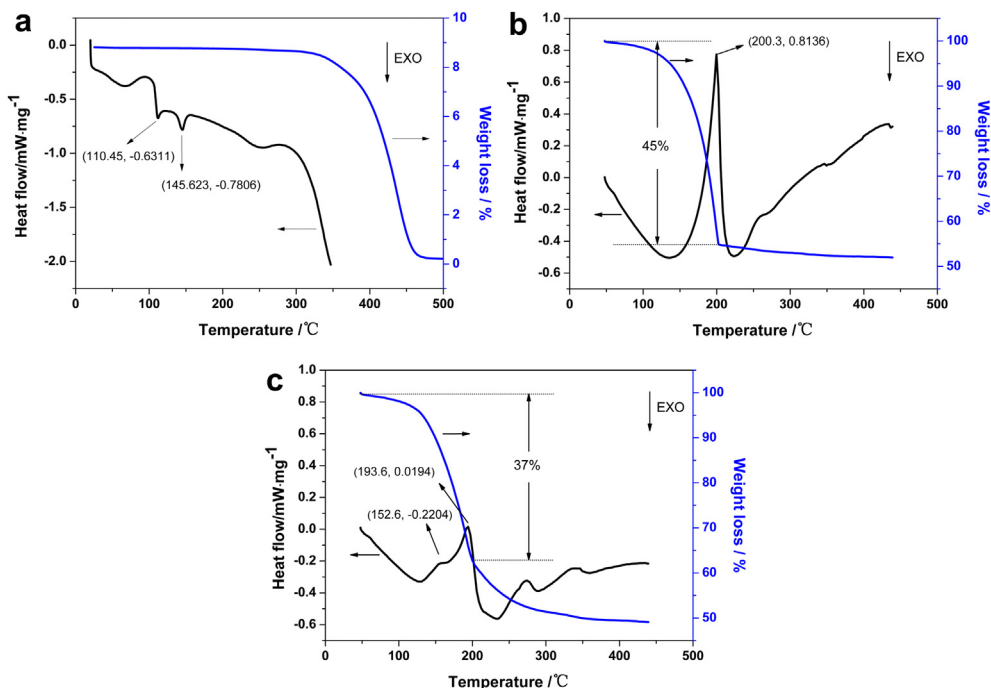 a
0.0
-0.5
-1.0
-1.5
-2.0
Heat flow/mW·mg-1
0 100 200 300 400 500
Temperature /℃
10
8
6
4
2
0
Weight loss / %
EXO
(110.45, -0.6311)
(145.623, -0.7806)
b
1.0
0.8
0.6
0.4
0.2
0.0
-0.2
-0.4
-0.6
Heat flow/mW·mg-1
0 100 200 300 400 500
Temperature /℃
100
95
90
80
70
60
55
50
Weight loss / %
EXO
(200.3, 0.8136)
45%
c
1.0
0.8
0.6
0.4
0.2
0.0
-0.2
-0.4
-0.6
Heat flow/mW·mg-1
0 100 200 300 400 500
Temperature /℃
100
90
80
70
60
50
Weight loss / %
EXO
(193.6, 0.0194)
(152.6, -0.2204)
37%